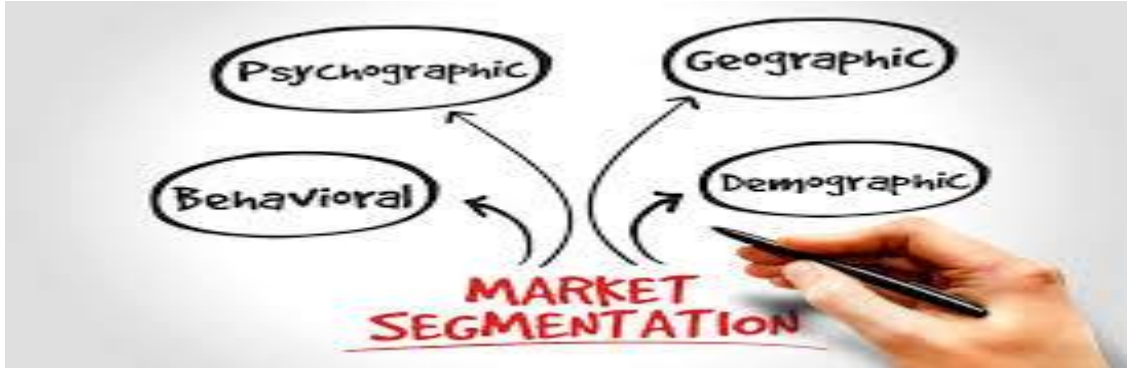 Psychographic
Geographic
Behavioral
Demographic
MARKET
SEGMENTATION